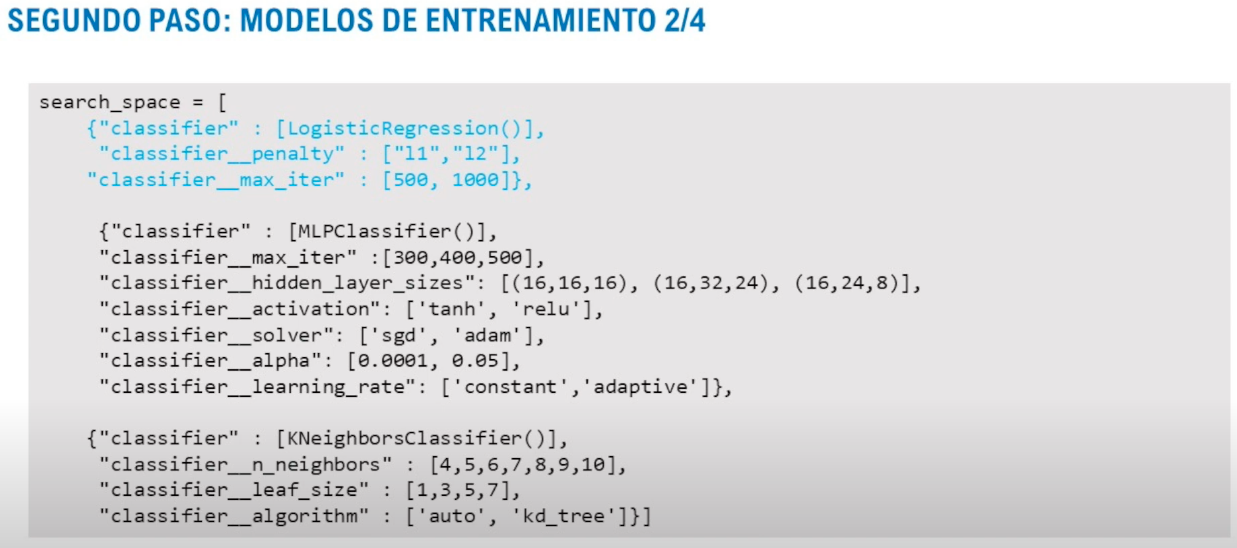 SEGUNDO PASO: MODELOS DE ENTRENAMIENTO 2/4
search_space = [
{"classifier" : [LogisticRegression()],
"classifier__penalty" : ["l1","l2"],
"classifier__max_iter" : [500, 1000]},
{"classifier" : [MLPClassifier()],
"classifier__max_iter" :[300,400,500],
"classifier__hidden_layer_sizes": [(16,16,16), (16,32,24), (16,24,8)],
"classifier__activation": ['tanh', 'relu'],
"classifier__solver": ['sgd', 'adam'],
"classifier__alpha": [0.0001, 0.05],
"classifier__learning_rate": ['constant','adaptive']},
{"classifier" : [KNeighborsClassifier()],
"classifier__n_neighbors" : [4,5,6,7,8,9,10],
"classifier__leaf_size" : [1,3,5,7],
"classifier__algorithm" : ['auto', 'kd_tree']}]